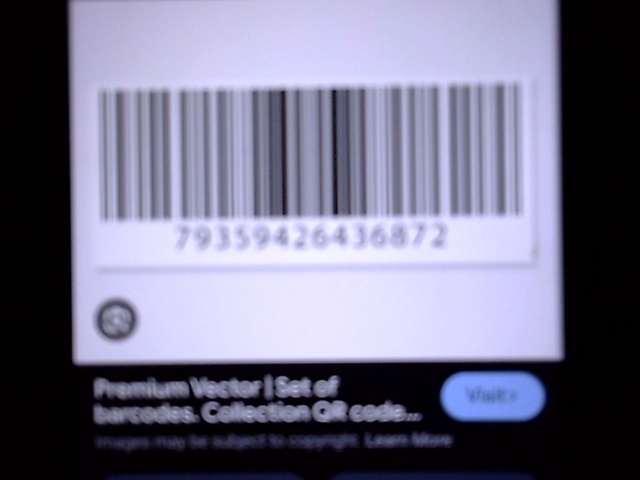 79359426436872
Premium Vector | Set of
barcodes. Collection QR code...
Visit >
Images may be subject to copyright. Learn More